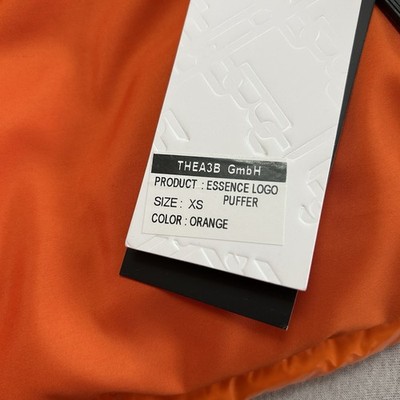 THEA3B GmbH
PRODUCT : ESSENCE LOGO
PUFFER
SIZE : XS
COLOR : ORANGE